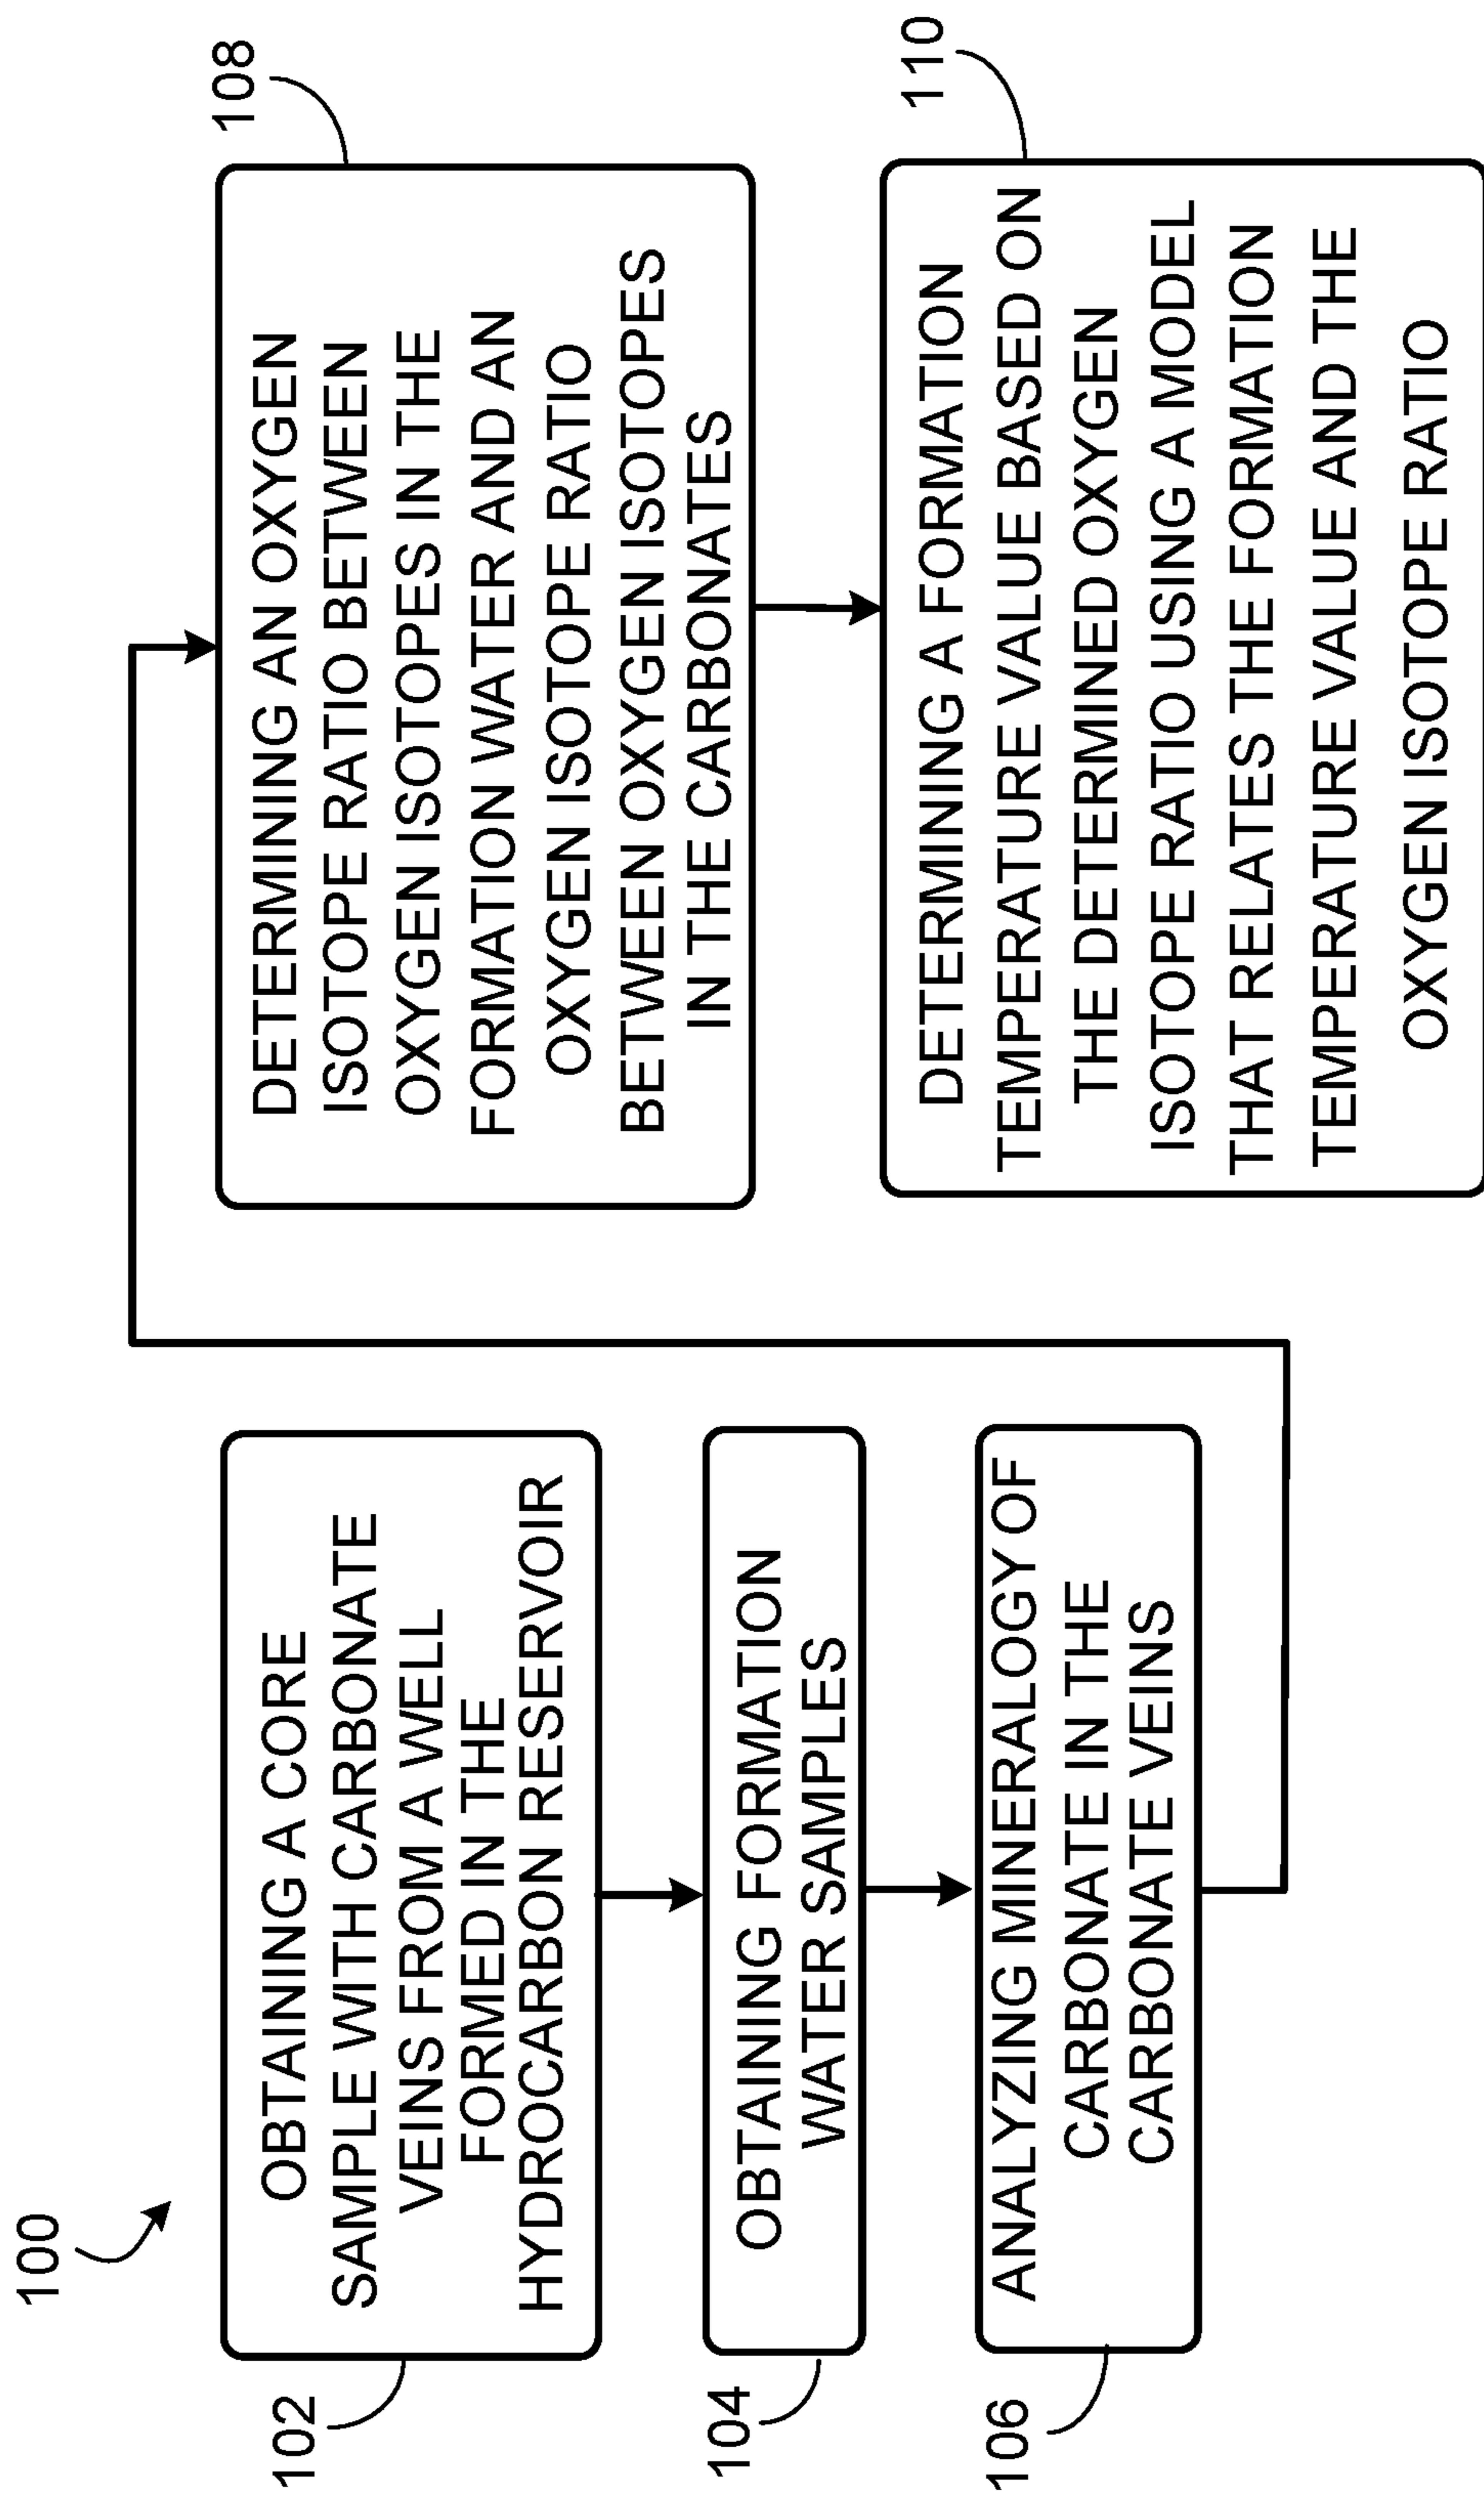 100
102
OBTAINING A CORE
SAMPLE WITH CARBONATE
VEINS FROM A WELL
FORMED IN THE
HYDROCARBON RESERVOIR
104
OBTAINING FORMATION
WATER SAMPLES
106
ANALYZING MINERALOGY OF
CARBONATE IN THE
CARBONATE VEINS
108
DETERMINING AN OXYGEN
ISOTOPE RATIO BETWEEN
OXYGEN ISOTOPES IN THE
FORMATION WATER AND AN
OXYGEN ISOTOPE RATIO
BETWEEN OXYGEN ISOTOPES
IN THE CARBONATES
110
DETERMINING A FORMATION
TEMPERATURE VALUE BASED ON
THE DETERMINED OXYGEN
ISOTOPE RATIO USING A MODEL
THAT RELATES THE FORMATION
TEMPERATURE VALUE AND THE
OXYGEN ISOTOPE RATIO